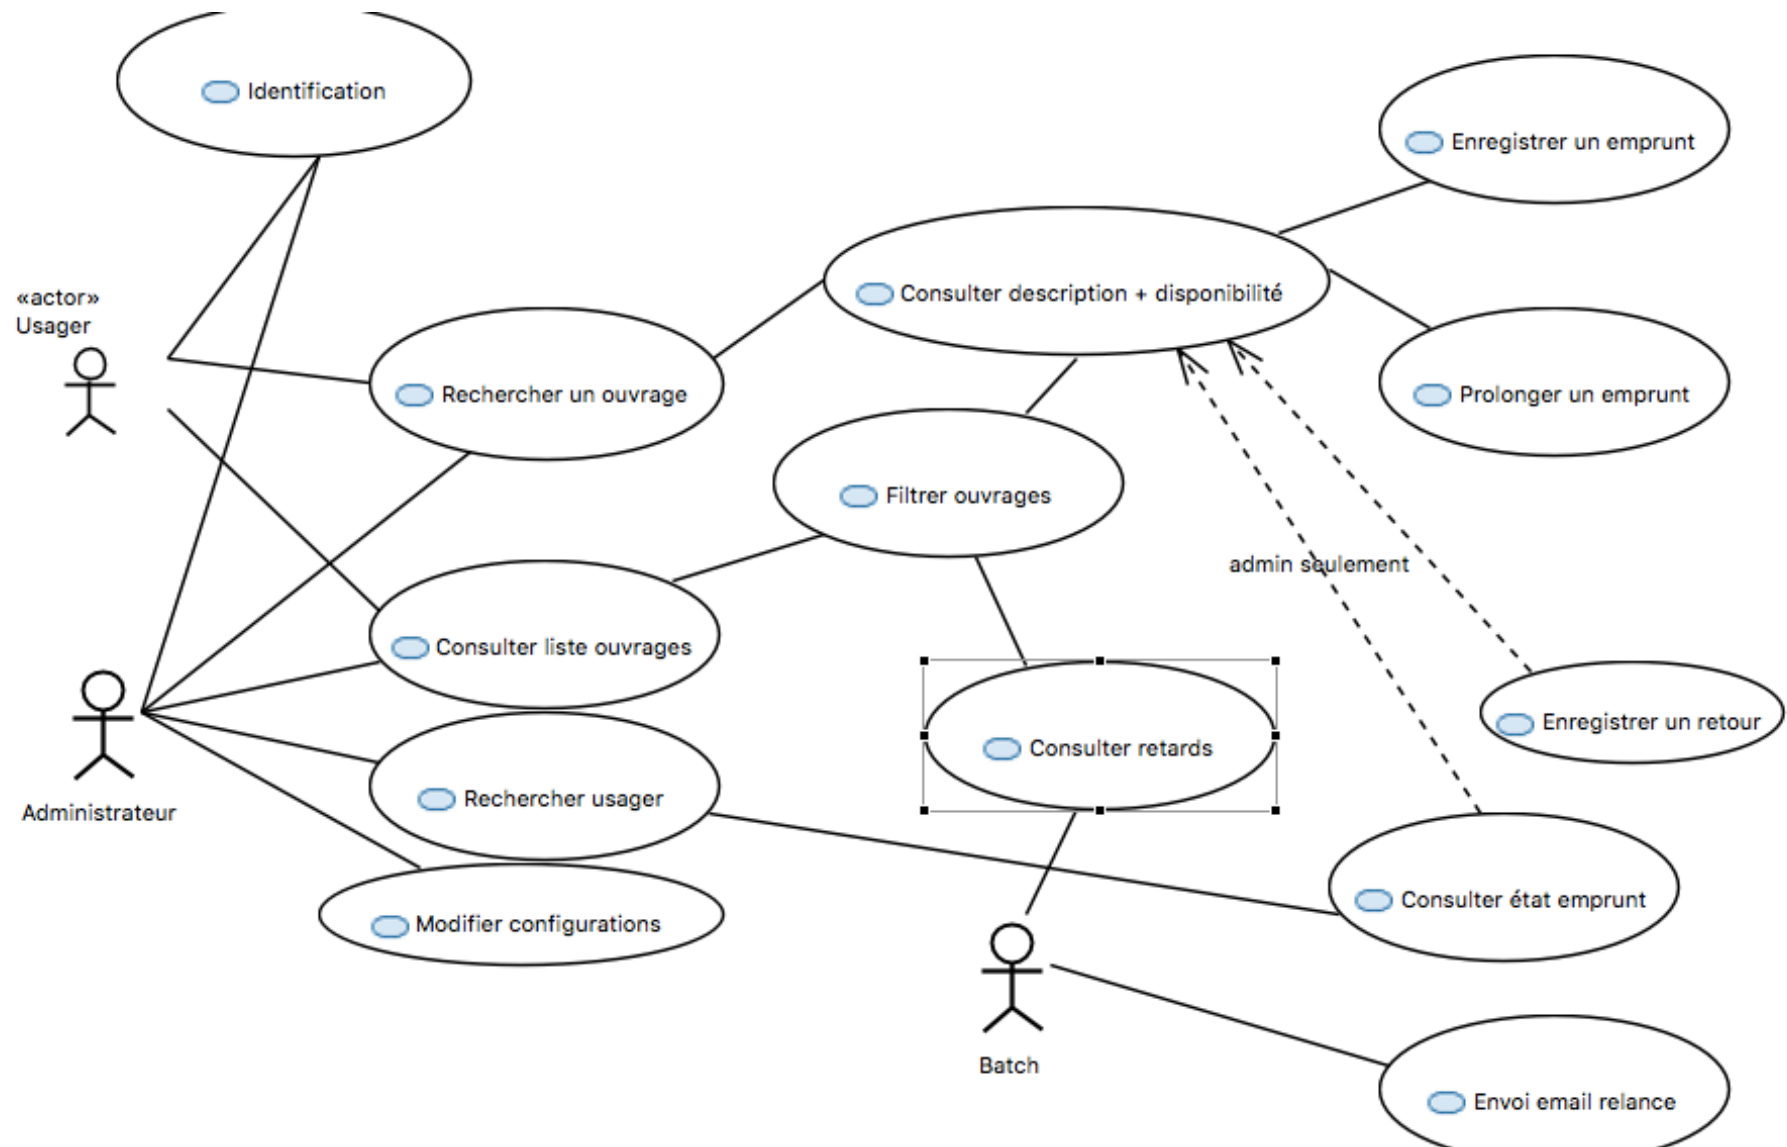 Identification
Enregistrer un emprunt
«actor»
Usager
Consulter description + disponibilité
Rechercher un ouvrage
Prolonger un emprunt
Filtrer ouvrages
admin seulement
Consulter liste ouvrages
Enregistrer un retour
Consulter retards
Rechercher usager
Administrateur
Consulter état emprunt
Modifier configurations
Batch
Envoi email relance